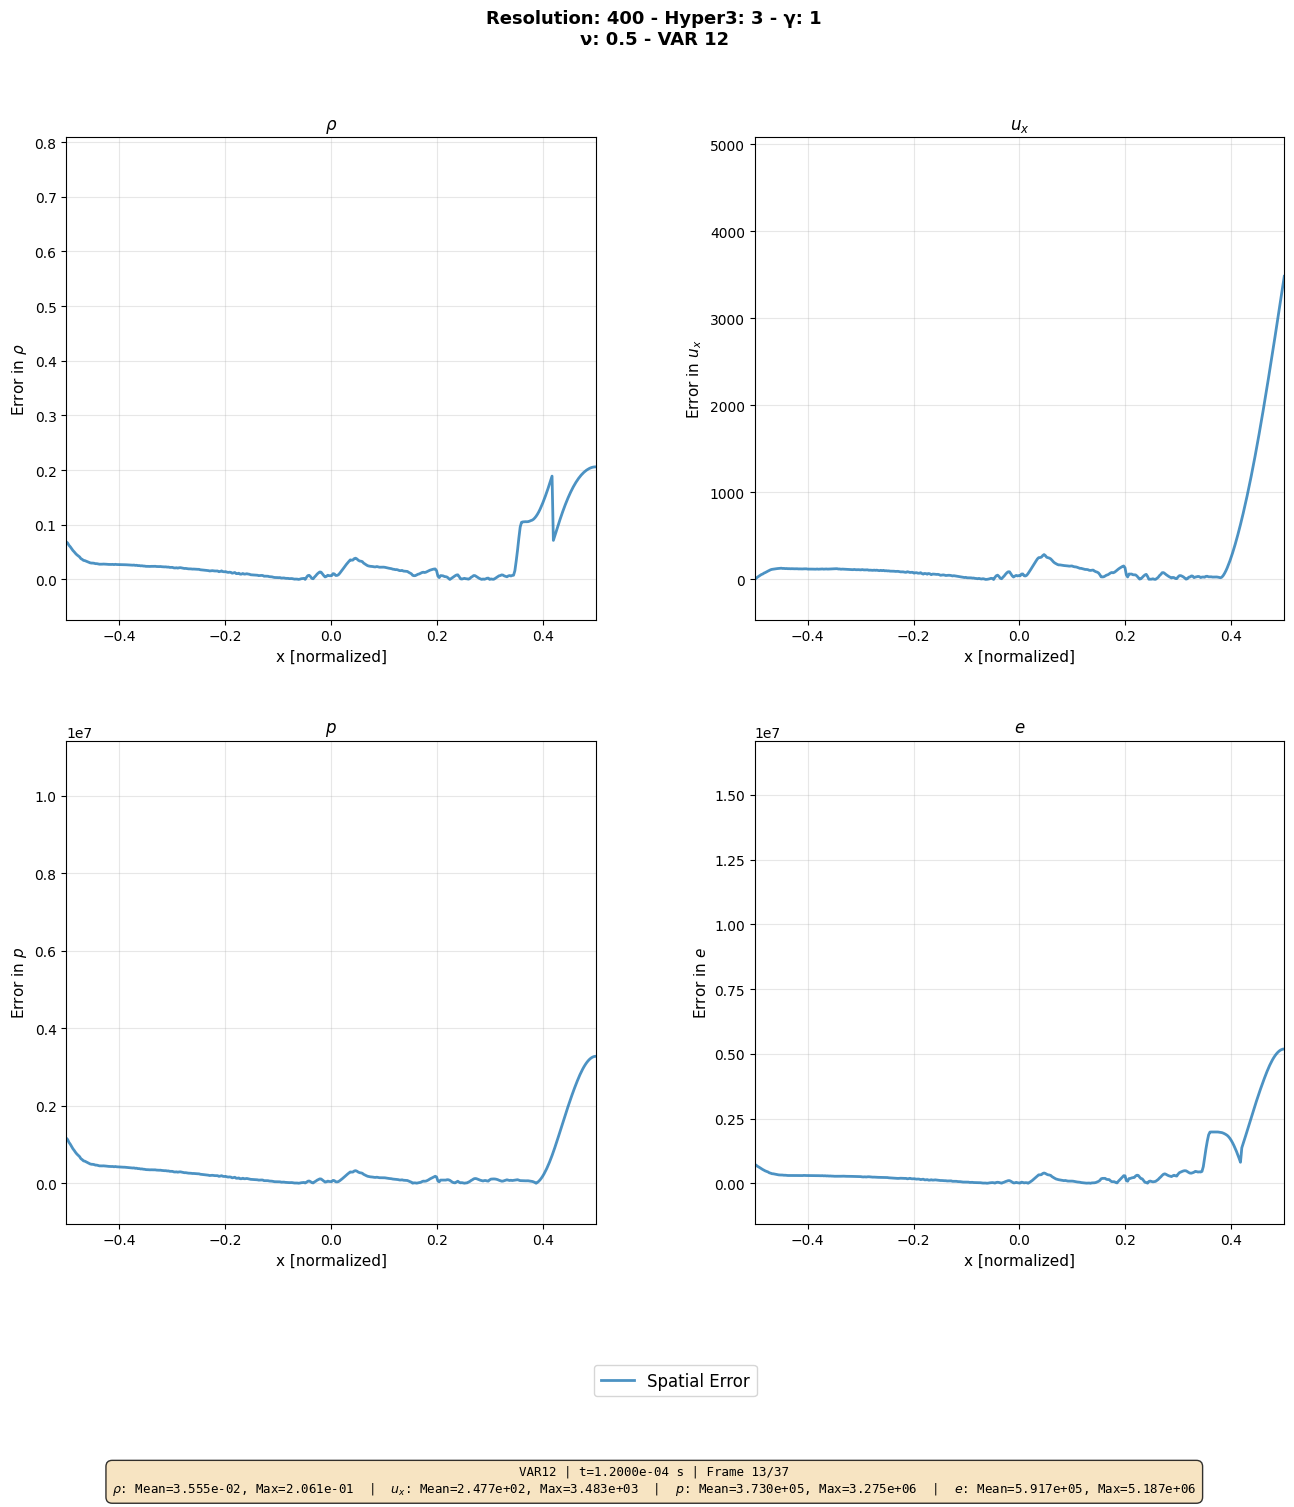 Resolution: 400 - Hyper3: 3 - γ: 1
ν: 0.5 - VAR 12
ρ
Error in ρ
0.8
0.7
0.6
0.5
0.4
0.3
0.2
0.1
0.0
−0.4
−0.2
0.0
0.2
0.4
x [normalized]
u_x
Error in u_x
5000
4000
3000
2000
1000
0
−0.4
−0.2
0.0
0.2
0.4
x [normalized]
p
1e7
Error in p
1.0
0.8
0.6
0.4
0.2
0.0
−0.4
−0.2
0.0
0.2
0.4
x [normalized]
e
1e7
Error in e
1.50
1.25
1.00
0.75
0.50
0.25
0.00
−0.4
−0.2
0.0
0.2
0.4
x [normalized]
Spatial Error
VAR12 | t=1.2000e-04 s | Frame 13/37
ρ: Mean=3.555e-02, Max=2.061e-01 | u_x: Mean=2.477e+02, Max=3.483e+03 | p: Mean=3.730e+05, Max=3.275e+06 | e: Mean=5.917e+05, Max=5.187e+06